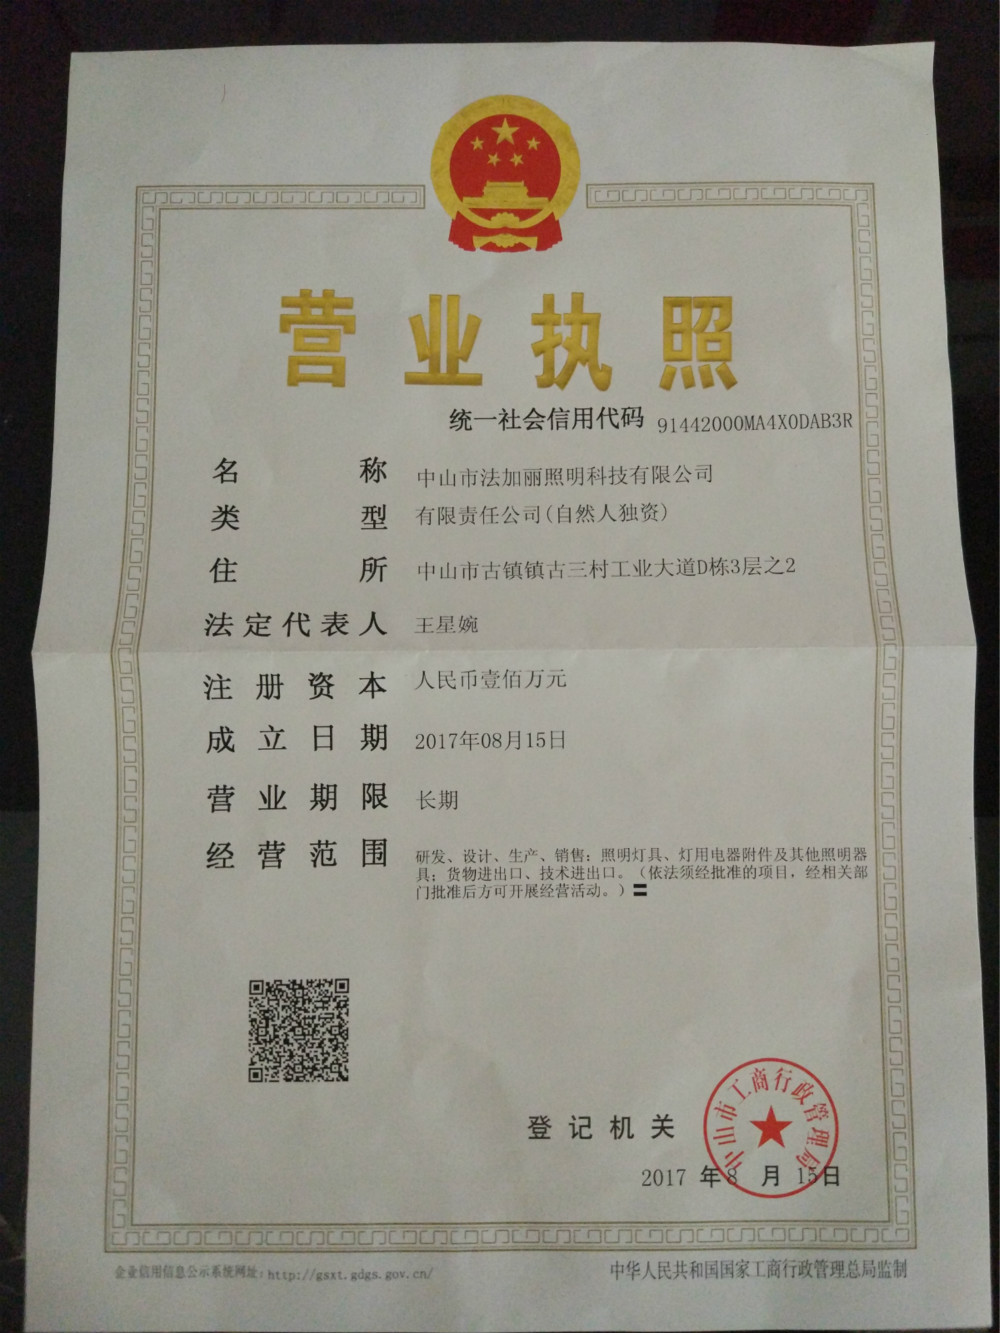 营业执照
统一社会信用代码 91442000MA4X0DAB3R
名称 中山市法加丽照明科技有限公司
类型 有限责任公司(自然人独资)
住所 中山市古镇镇古三村工业大道D栋3层之2
法定代表人 王星婉
注册资本 人民币壹佰万元
成立日期 2017年08月15日
营业期限 长期
经营范围 研发、设计、生产、销售：照明灯具、灯用电器附件及其他照明器
具；货物进出口、技术进出口。（依法须经批准的项目，经相关部
门批准后方可开展经营活动。）〓
中山市工商行政管理局
登记机关
2017 年 8 月 15 日
企业信用信息公示系统网址：http://gsxt.gdgs.gov.cn/
中华人民共和国国家工商行政管理总局监制